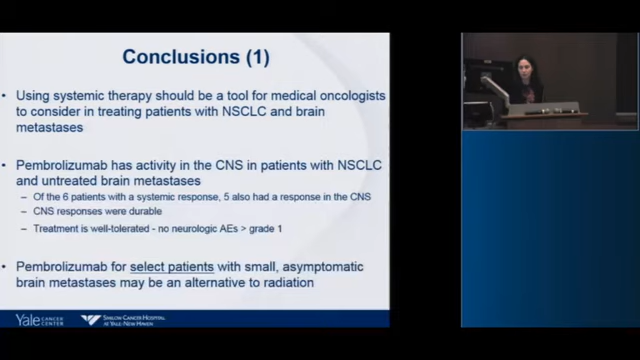 Conclusions (1)
• Using systemic therapy should be a tool for medical oncologists
to consider in treating patients with NSCLC and brain
metastases
• Pembrolizumab has activity in the CNS in patients with NSCLC
and untreated brain metastases
– Of the 6 patients with a systemic response, 5 also had a response in the CNS
– CNS responses were durable
– Treatment is well-tolerated - no neurologic AEs > grade 1
• Pembrolizumab for select patients with small, asymptomatic
brain metastases may be an alternative to radiation
Yale CANCER
CENTER
SMILOW CANCER HOSPITAL
AT YALE-NEW HAVEN